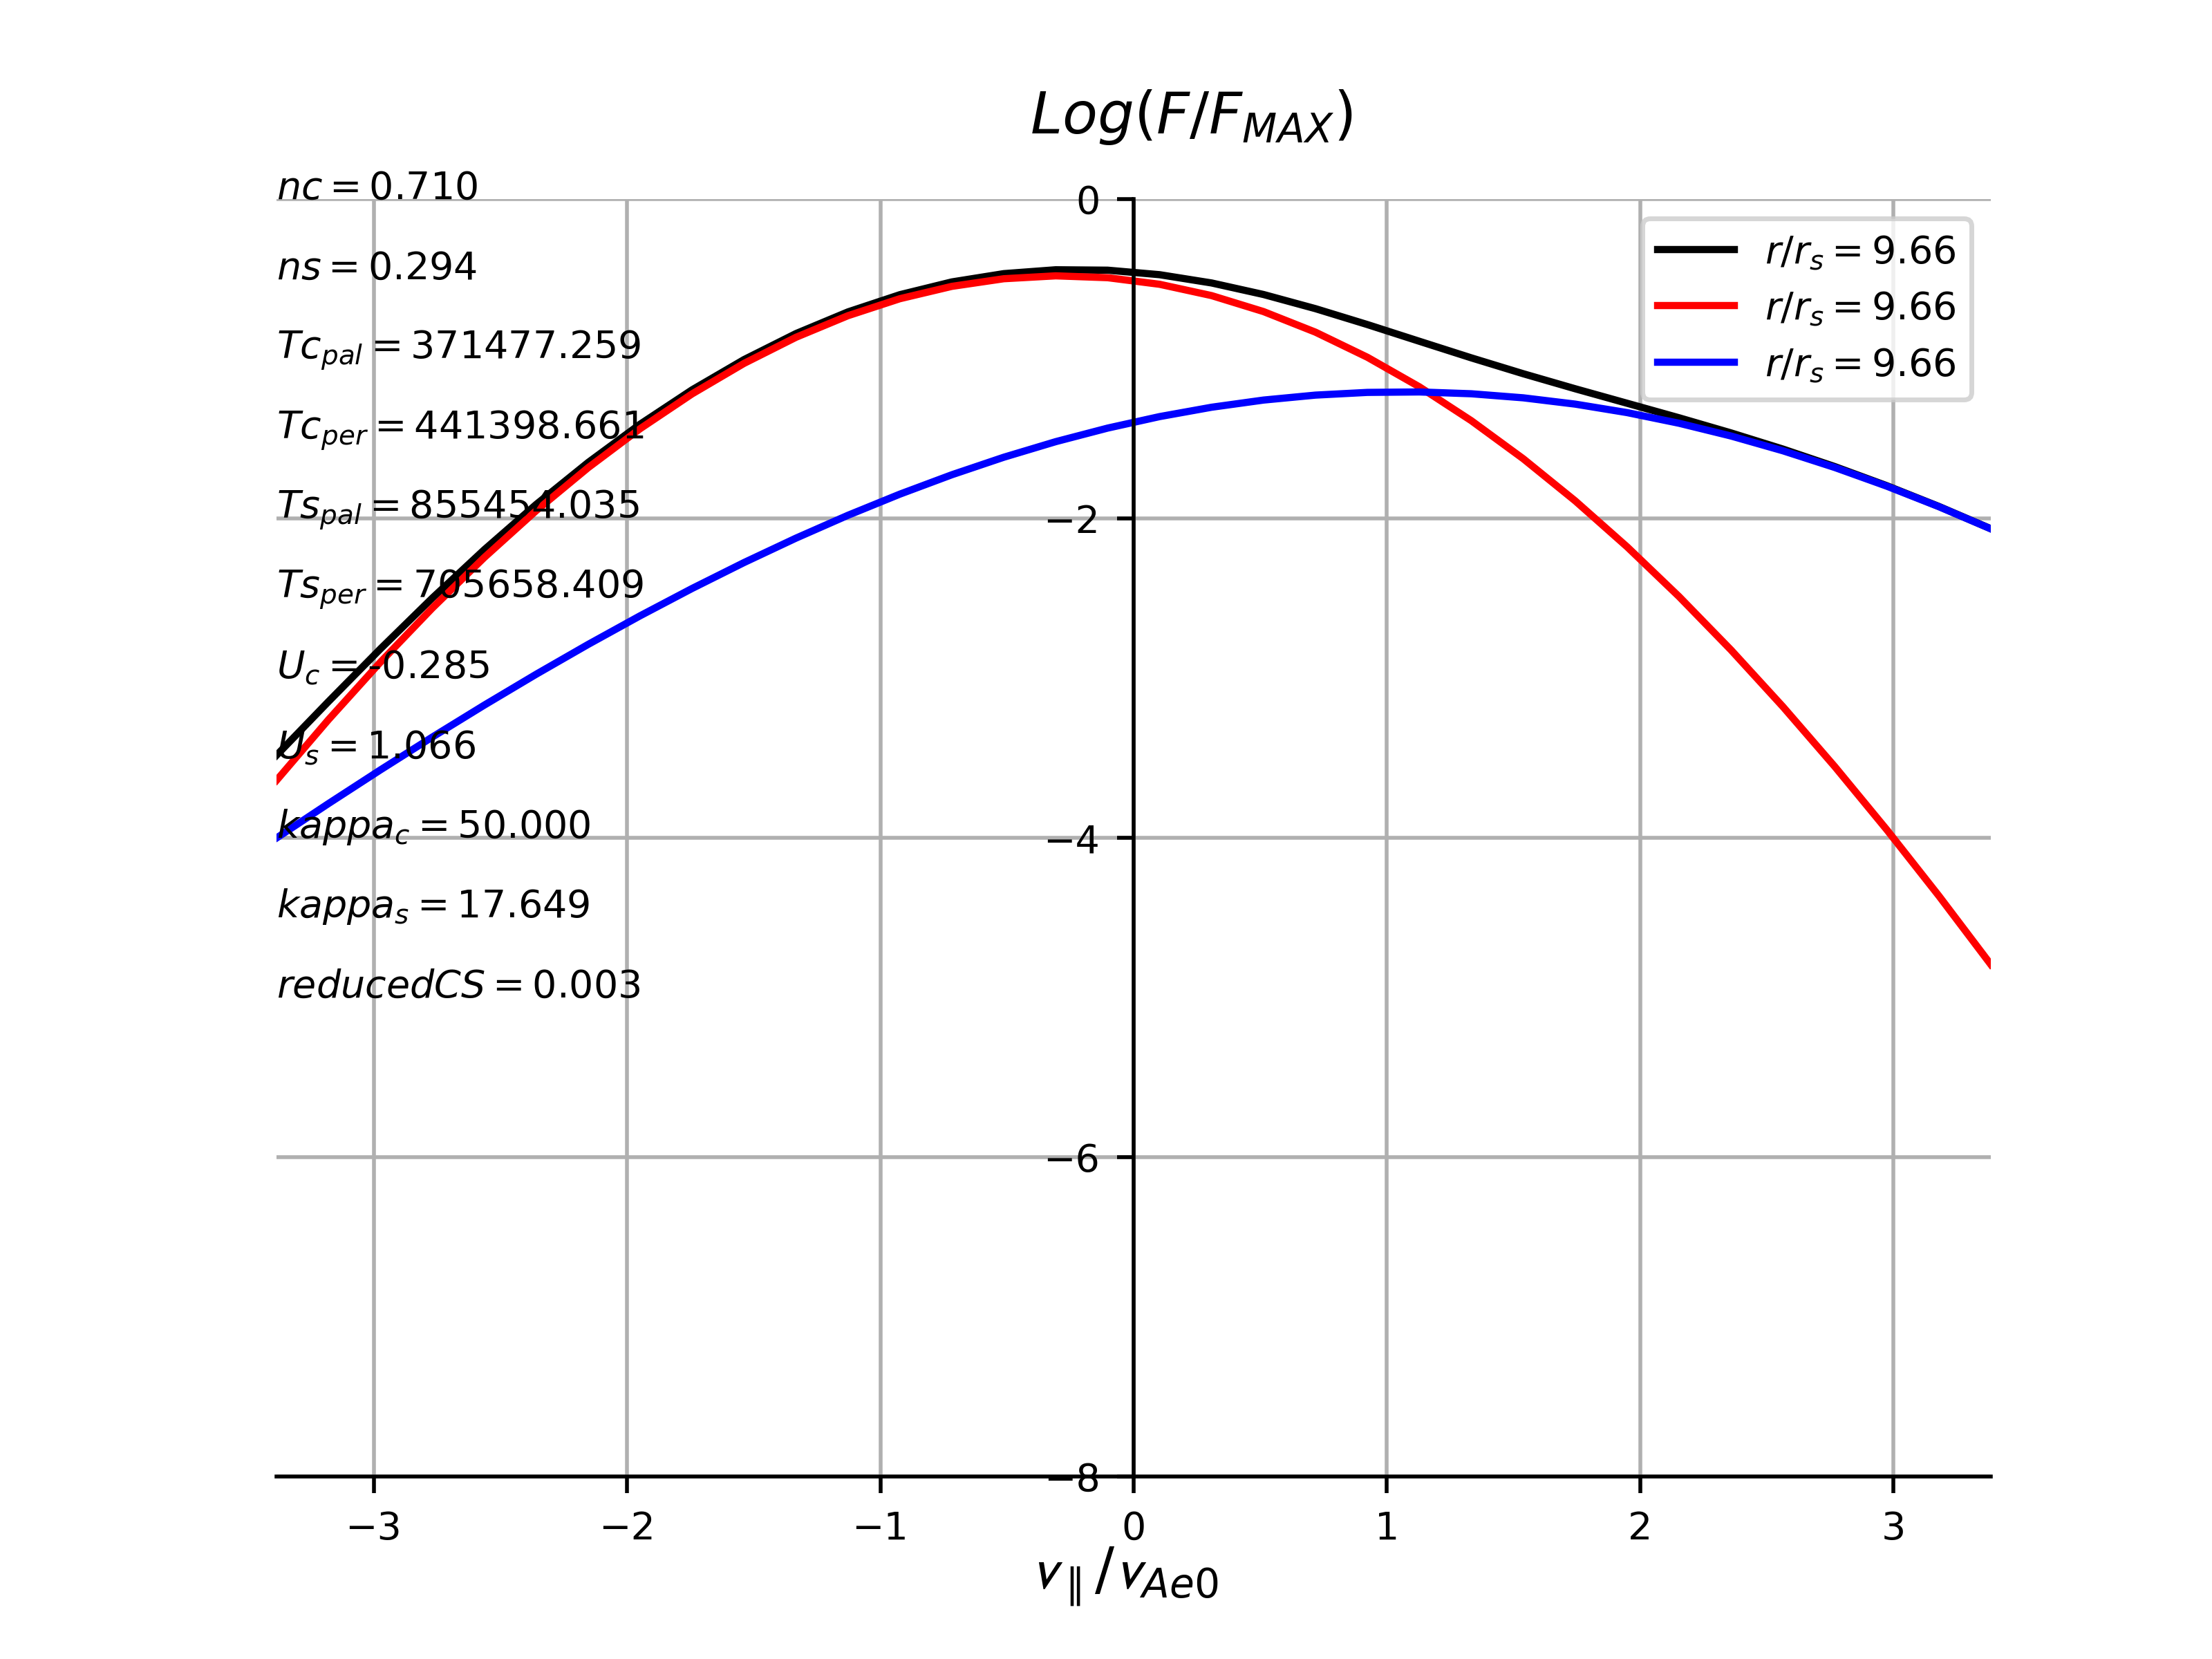 Log(F/F_MAX)
nc = 0.710
ns = 0.294
Tc_pal = 371477.259
Tc_per = 441398.661
Ts_pal = 855454.035
Ts_per = 705658.409
U_c = -0.285
U_s = 1.066
kappa_c = 50.000
kappa_s = 17.649
reducedCS = 0.003
r/r_s = 9.66
r/r_s = 9.66
r/r_s = 9.66
0
−2
−4
−6
−8
−3 −2 −1 0 1 2 3
v_∥/v_Ae0